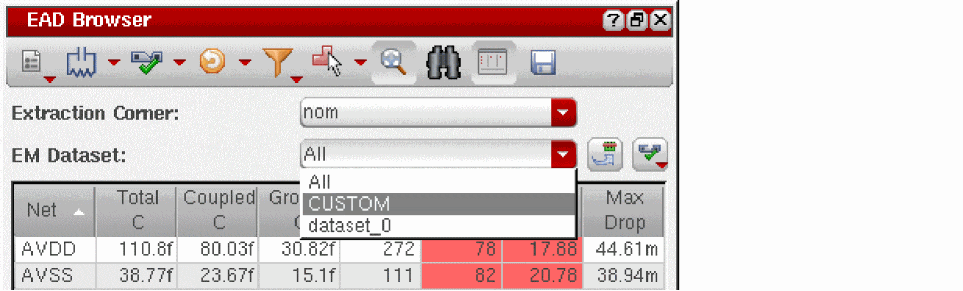 EAD Browser
Extraction Corner: nom
EM Dataset: All
All
CUSTOM
dataset_0
Net Total C Coupled C Gro Max Drop
AVDD 110.8f 80.03f 30.82f 272 78 17.88 44.61m
AVSS 38.77f 23.67f 15.1f 111 82 20.78 38.94m